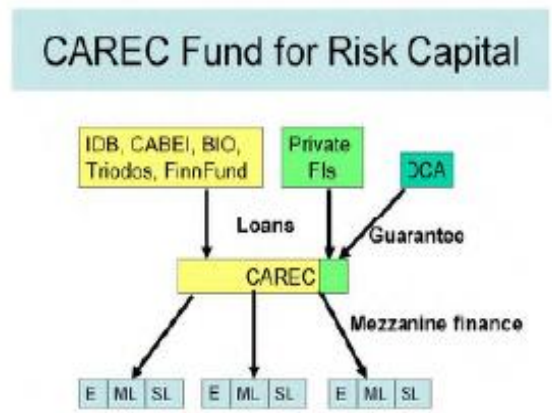 CAREC Fund for Risk Capital
IDB, CABEI, BIO,
Triodos, FinnFund
Private
FIs
DCA
Loans
Guarantee
CAREC
Mezzanine finance
E ML SL
E ML SL
E ML SL